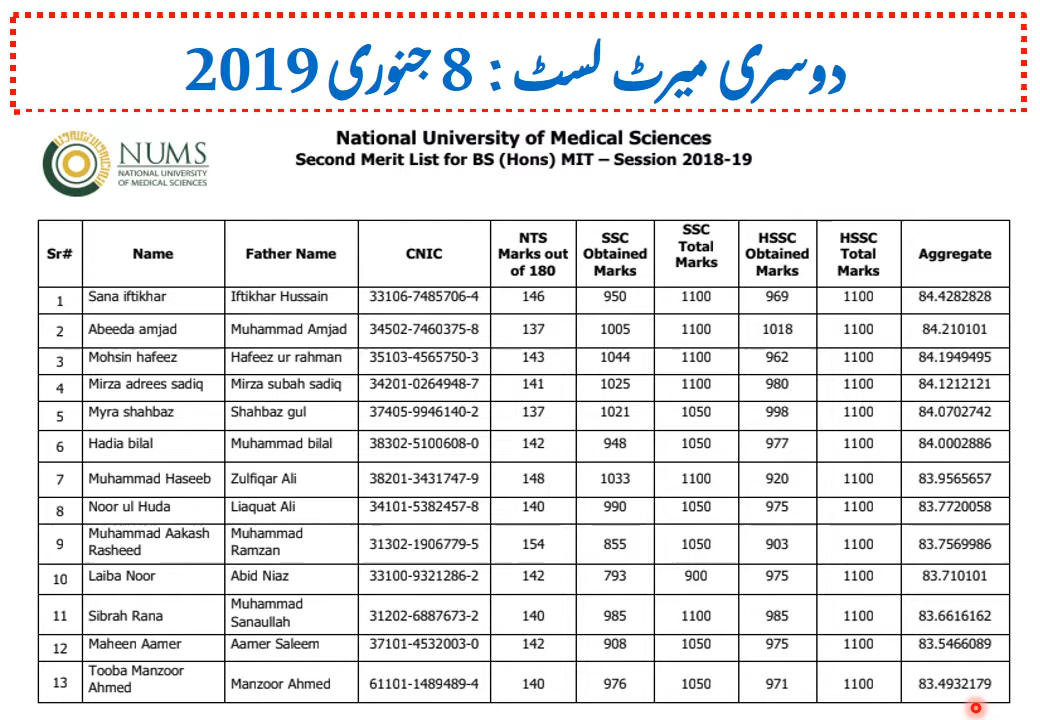 دوسری میرٹ لسٹ : 8 جنوری 2019
NUMS
NATIONAL UNIVERSITY
OF MEDICAL SCIENCES
National University of Medical Sciences
Second Merit List for BS (Hons) MIT – Session 2018-19
Sr# Name Father Name CNIC NTS Marks out of 180 SSC Obtained Marks SSC Total Marks HSSC Obtained Marks HSSC Total Marks Aggregate
1 Sana iftikhar Iftikhar Hussain 33106-7485706-4 146 950 1100 969 1100 84.4282828
2 Abeeda amjad Muhammad Amjad 34502-7460375-8 137 1005 1100 1018 1100 84.210101
3 Mohsin hafeez Hafeez ur rahman 35103-4565750-3 143 1044 1100 962 1100 84.1949495
4 Mirza adrees sadiq Mirza subah sadiq 34201-0264948-7 141 1025 1100 980 1100 84.1212121
5 Myra shahbaz Shahbaz gul 37405-9946140-2 137 1021 1050 998 1100 84.0702742
6 Hadia bilal Muhammad bilal 38302-5100608-0 142 948 1050 977 1100 84.0002886
7 Muhammad Haseeb Zulfiqar Ali 38201-3431747-9 148 1033 1100 920 1100 83.9565657
8 Noor ul Huda Liaquat Ali 34101-5382457-8 140 990 1050 975 1100 83.7720058
9 Muhammad Aakash Rasheed Muhammad Ramzan 31302-1906779-5 154 855 1050 903 1100 83.7569986
10 Laiba Noor Abid Niaz 33100-9321286-2 142 793 900 975 1100 83.710101
11 Sibrah Rana Muhammad Sanaullah 31202-6887673-2 140 985 1100 985 1100 83.6616162
12 Maheen Aamer Aamer Saleem 37101-4532003-0 142 908 1050 975 1100 83.5466089
13 Tooba Manzoor Ahmed Manzoor Ahmed 61101-1489489-4 140 976 1050 971 1100 83.4932179